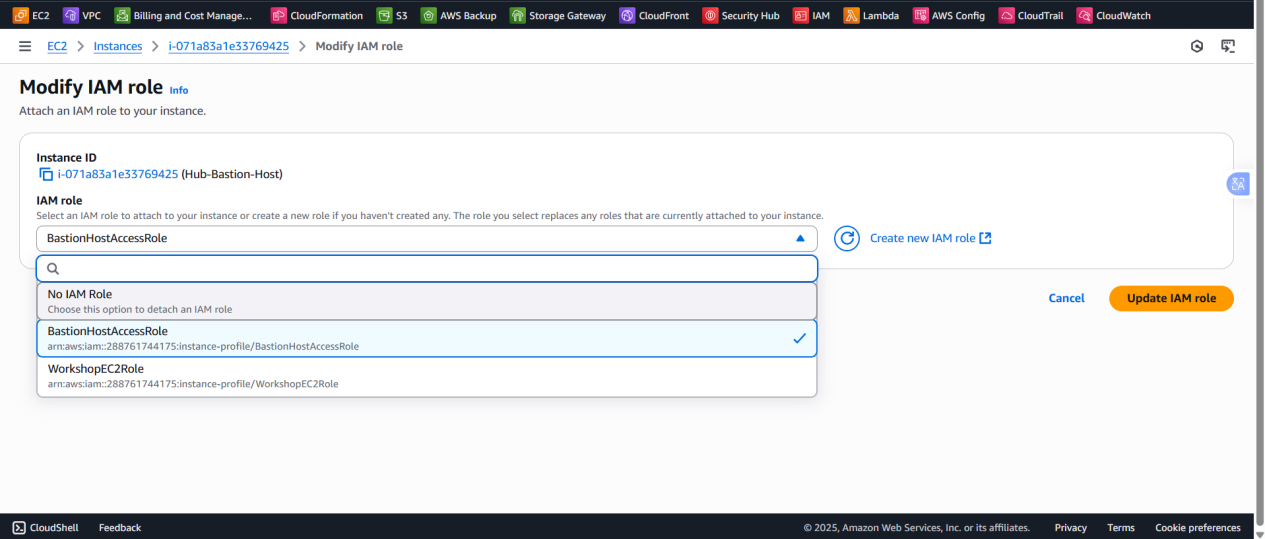 EC2 VPC Billing and Cost Manage... CloudFormation S3 AWS Backup Storage Gateway CloudFront Security Hub IAM Lambda AWS Config CloudTrail CloudWatch
EC2 > Instances > i-071a83a1e33769425 > Modify IAM role
Modify IAM role Info
Attach an IAM role to your instance.
Instance ID
i-071a83a1e33769425 (Hub-Bastion-Host)
IAM role
Select an IAM role to attach to your instance or create a new role if you haven't created any. The role you select replaces any roles that are currently attached to your instance.
BastionHostAccessRole
Create new IAM role
No IAM Role
Choose this option to detach an IAM role
Cancel
Update IAM role
BastionHostAccessRole
arn:aws:iam::288761744175:instance-profile/BastionHostAccessRole
WorkshopEC2Role
arn:aws:iam::288761744175:instance-profile/WorkshopEC2Role
CloudShell Feedback © 2025, Amazon Web Services, Inc. or its affiliates. Privacy Terms Cookie preferences